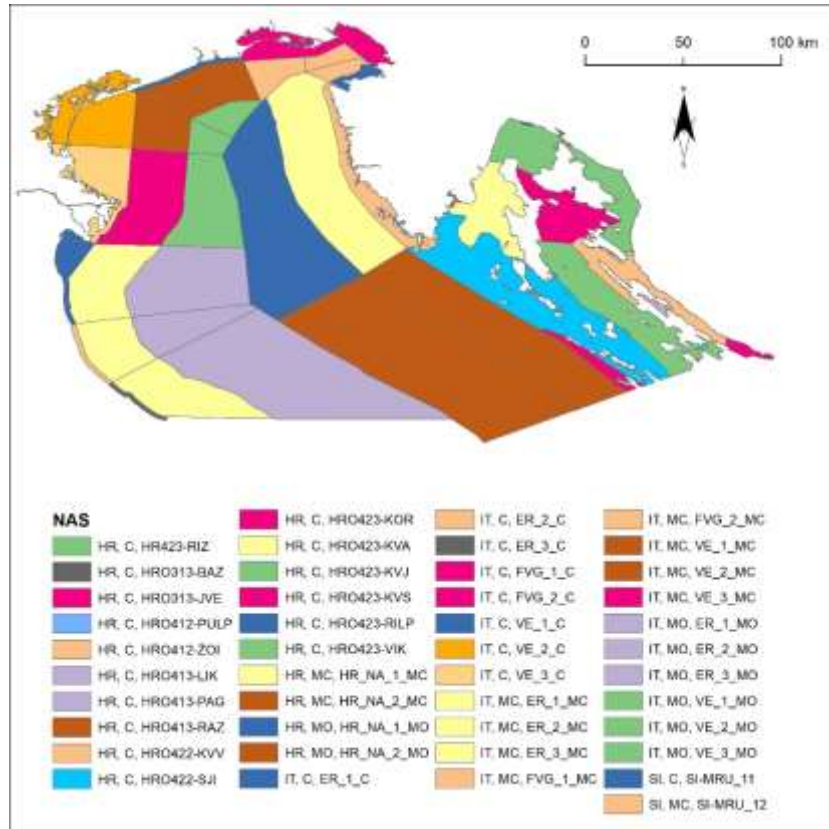 0 50 100 km
NAS
HR, C, HR423-RIZ
HR, C, HRO313-BAZ
HR, C, HRO313-JVE
HR, C, HRO412-PULP
HR, C, HRO412-ZOI
HR, C, HRO413-LIK
HR, C, HRO413-PAG
HR, C, HRO413-RAZ
HR, C, HRO422-KVV
HR, C, HRO422-SJI
HR, C, HRO423-KOR
HR, C, HRO423-KVA
HR, C, HRO423-KVJ
HR, C, HRO423-KVS
HR, C, HRO423-RILP
HR, C, HRO423-VIK
HR, MC, HR_NA_1_MC
HR, MC, HR_NA_2_MC
HR, MO, HR_NA_1_MO
HR, MO, HR_NA_2_MO
IT, C, ER_1_C
IT, C, ER_2_C
IT, C, ER_3_C
IT, C, FVG_1_C
IT, C, FVG_2_C
IT, C, VE_1_C
IT, C, VE_2_C
IT, C, VE_3_C
IT, MC, ER_1_MC
IT, MC, ER_2_MC
IT, MC, ER_3_MC
IT, MC, FVG_1_MC
IT, MC, FVG_2_MC
IT, MC, VE_1_MC
IT, MC, VE_2_MC
IT, MC, VE_3_MC
IT, MO, ER_1_MO
IT, MO, ER_2_MO
IT, MO, ER_3_MO
IT, MO, VE_1_MO
IT, MO, VE_2_MO
IT, MO, VE_3_MO
SI, C, SI-MRU_11
SI, MC, SI-MRU_12